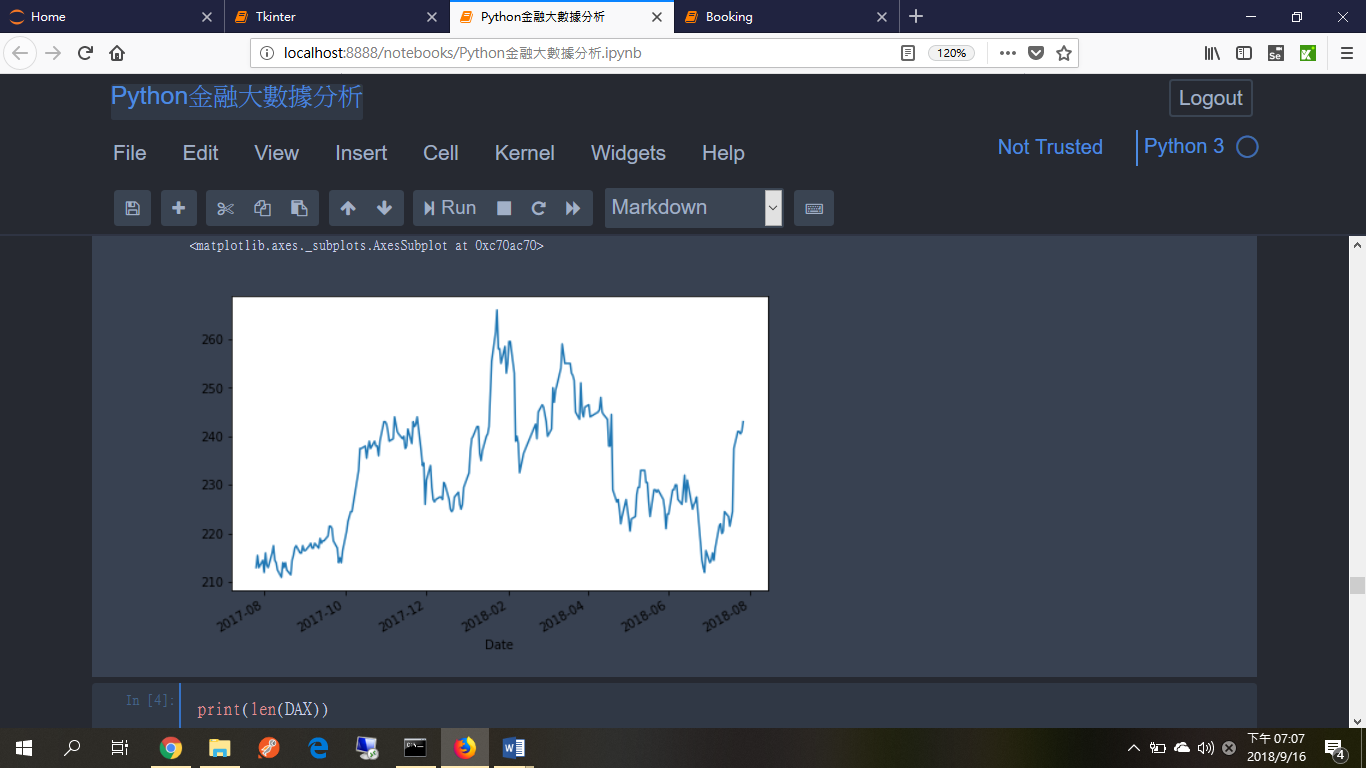 Home
Tkinter
Python金融大數據分析
Booking
localhost:8888/notebooks/Python金融大數據分析.ipynb
120%
Python金融大數據分析
Logout
File Edit View Insert Cell Kernel Widgets Help
Not Trusted
Python 3
Run
Markdown
<matplotlib.axes._subplots.AxesSubplot at 0xc70ac70>
260
250
240
230
220
210
2017-08 2017-10 2017-12 2018-02 2018-04 2018-06 2018-08
Date
In [4]:
print(len(DAX))
下午 07:07
2018/9/16
4